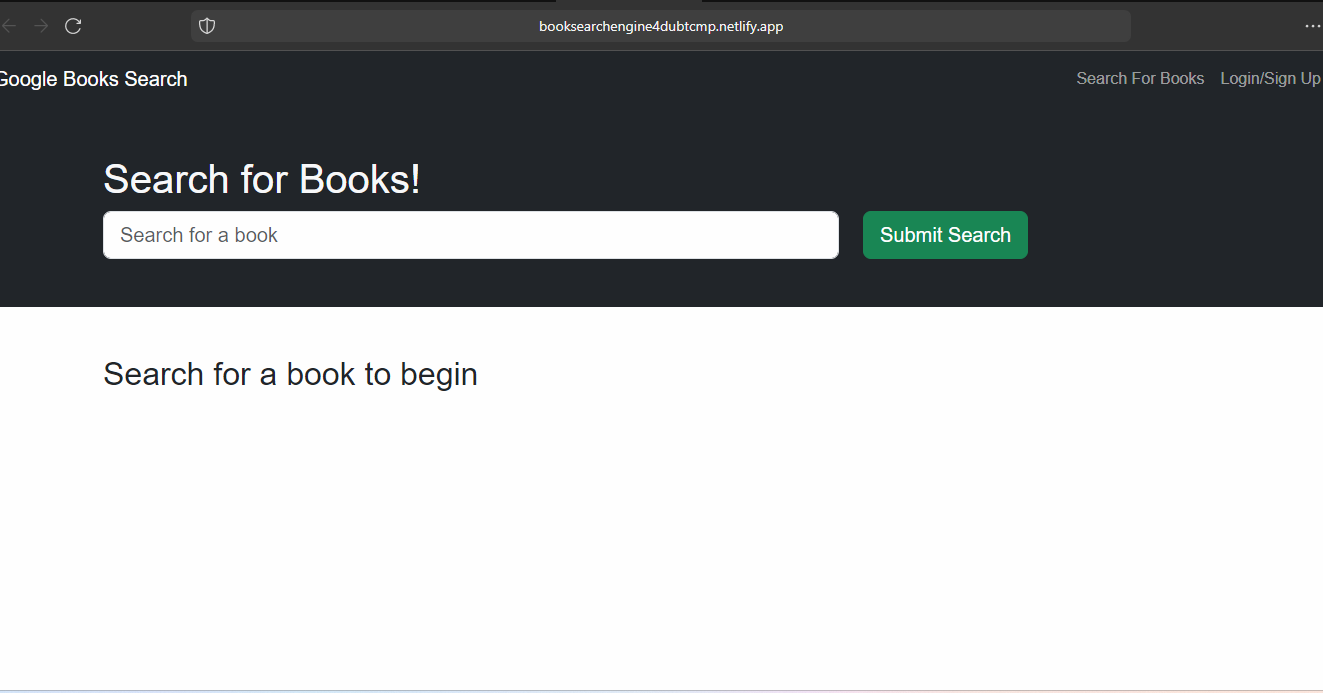 booksearchengine4dubtcmp.netlify.app
Google Books Search
Search For Books
Login/Sign Up
Search for Books!
Search for a book
Submit Search
Search for a book to begin